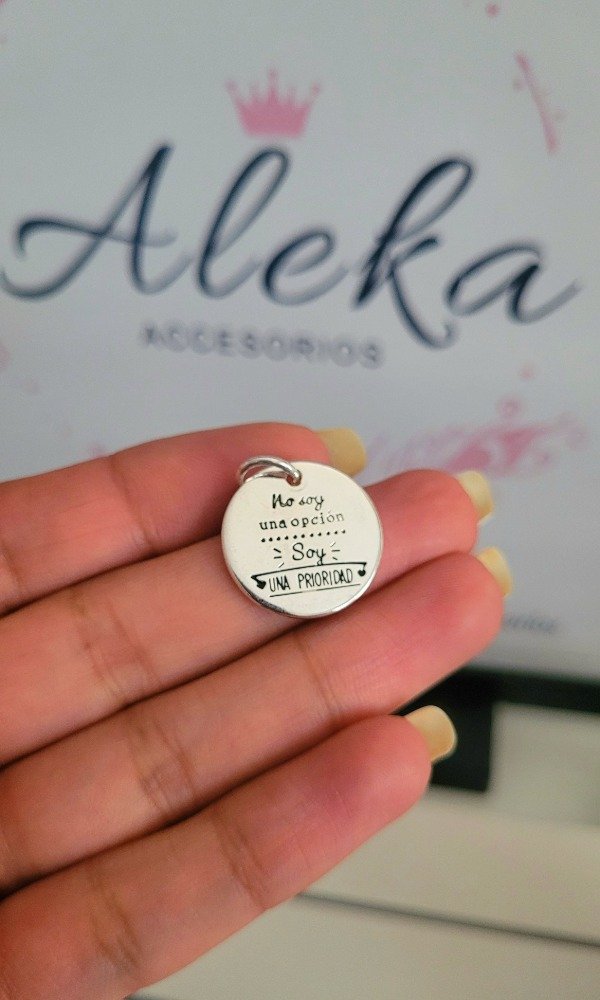 Aleka
ACCESORIOS
No soy
una opción
Soy
UNA PRIORIDAD